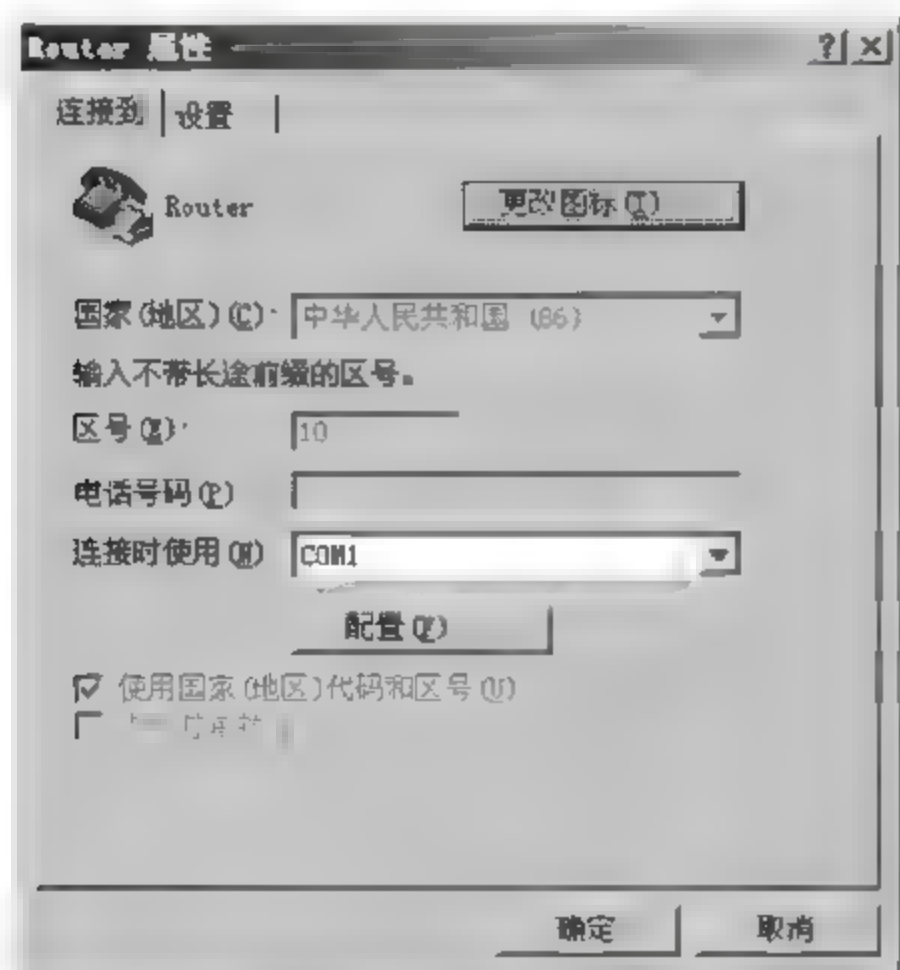 Router 属性
连接到 设置
Router 更改图标(I)
国家(地区)(C): 中华人民共和国 (86)
输入不带长途前缀的区号。
区号(E): 10
电话号码(P)
连接时使用(N) COM1
配置(F)
使用国家(地区)代码和区号(U)
确定 取消